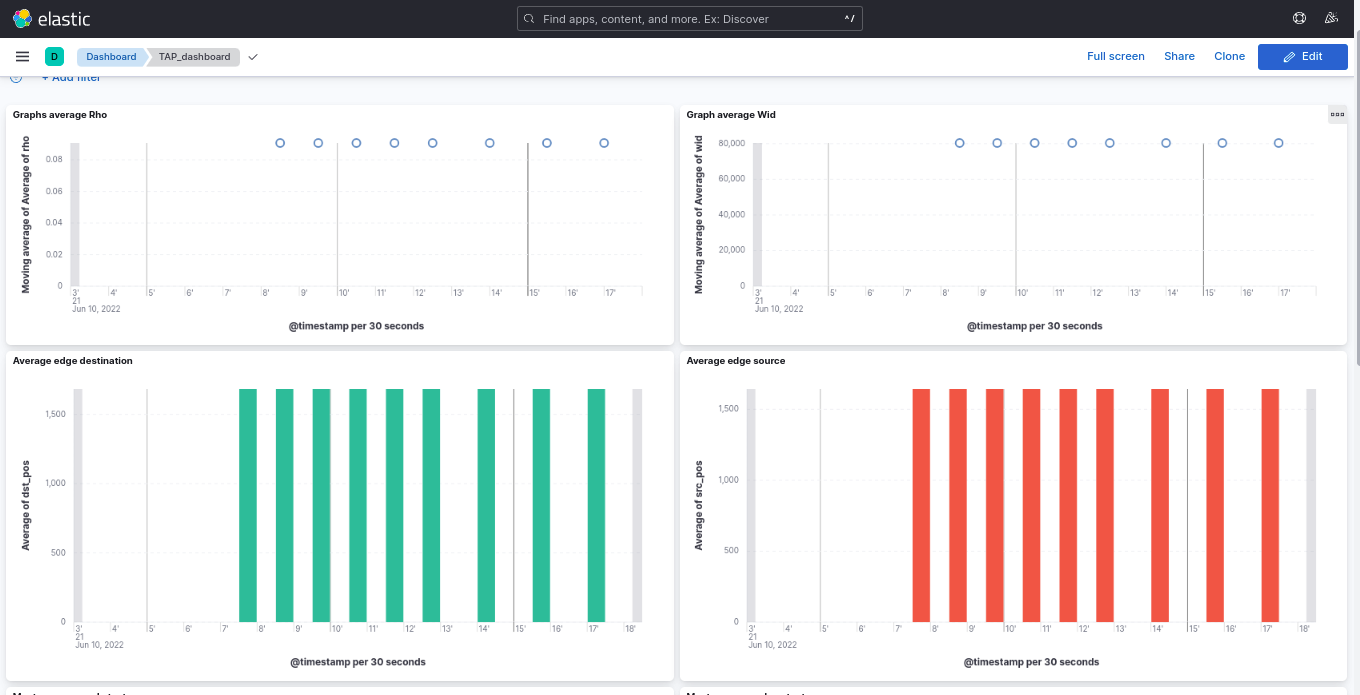 elastic
Find apps, content, and more. Ex: Discover ^/
D Dashboard TAP_dashboard Full screen Share Clone Edit
+ Add filter
Graphs average Rho
Moving average of Average of rho
0.08
0.06
0.04
0.02
0
3' 4' 5' 6' 7' 8' 9' 10' 11' 12' 13' 14' 15' 16' 17'
21
Jun 10, 2022
@timestamp per 30 seconds
Graph average Wid
Moving average of Average of wid
80,000
60,000
40,000
20,000
0
3' 4' 5' 6' 7' 8' 9' 10' 11' 12' 13' 14' 15' 16' 17'
21
Jun 10, 2022
@timestamp per 30 seconds
Average edge destination
Average of dst_pos
1,500
1,000
500
0
3' 4' 5' 6' 7' 8' 9' 10' 11' 12' 13' 14' 15' 16' 17' 18'
21
Jun 10, 2022
@timestamp per 30 seconds
Average edge source
Average of src_pos
1,500
1,000
500
0
3' 4' 5' 6' 7' 8' 9' 10' 11' 12' 13' 14' 15' 16' 17' 18'
21
Jun 10, 2022
@timestamp per 30 seconds